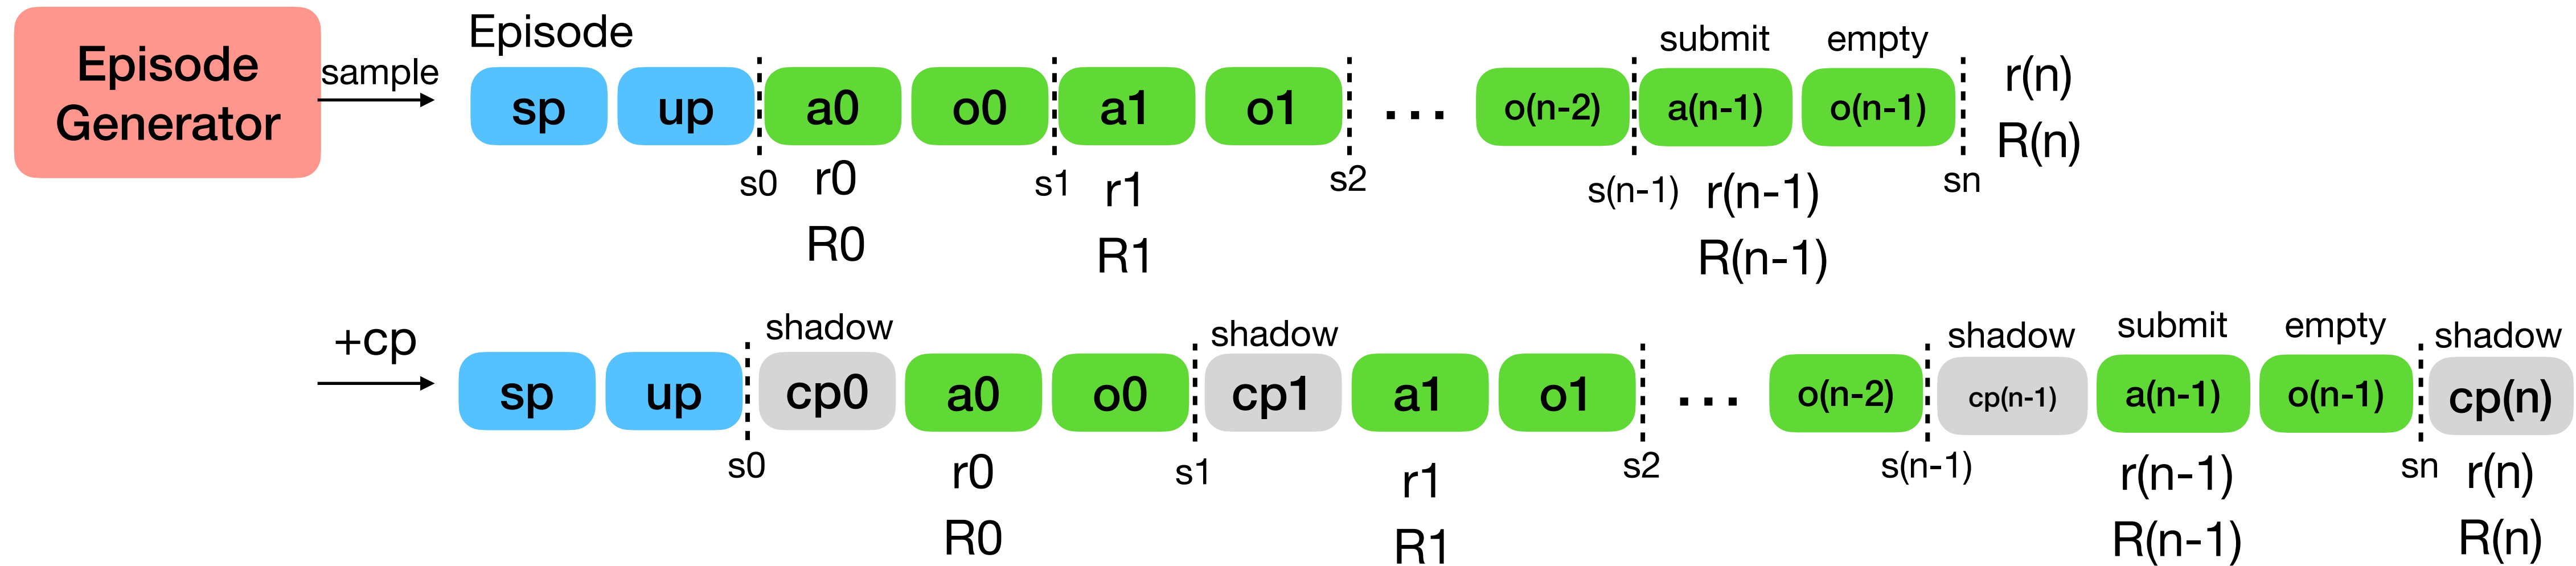 Episode
Generator
sample
Episode
submit empty
sp up a0 o0 a1 o1 ... o(n-2) a(n-1) o(n-1) r(n)
R(n)
s0 r0 s1 r1 s2 s(n-1) r(n-1) sn
R0 R1 R(n-1)
+cp
shadow shadow shadow submit empty shadow
sp up cp0 a0 o0 cp1 a1 o1 ... o(n-2) cp(n-1) a(n-1) o(n-1) cp(n)
s0 r0 s1 r1 s2 s(n-1) r(n-1) sn r(n)
R0 R1 R(n-1) R(n)